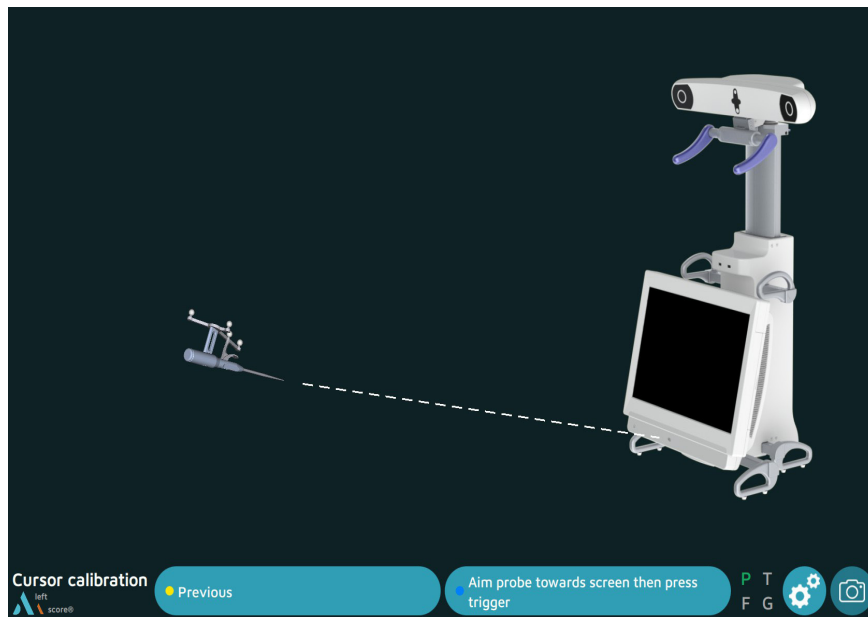 Cursor calibration
left
score®
Previous
Aim probe towards screen then press
trigger
P T
F G